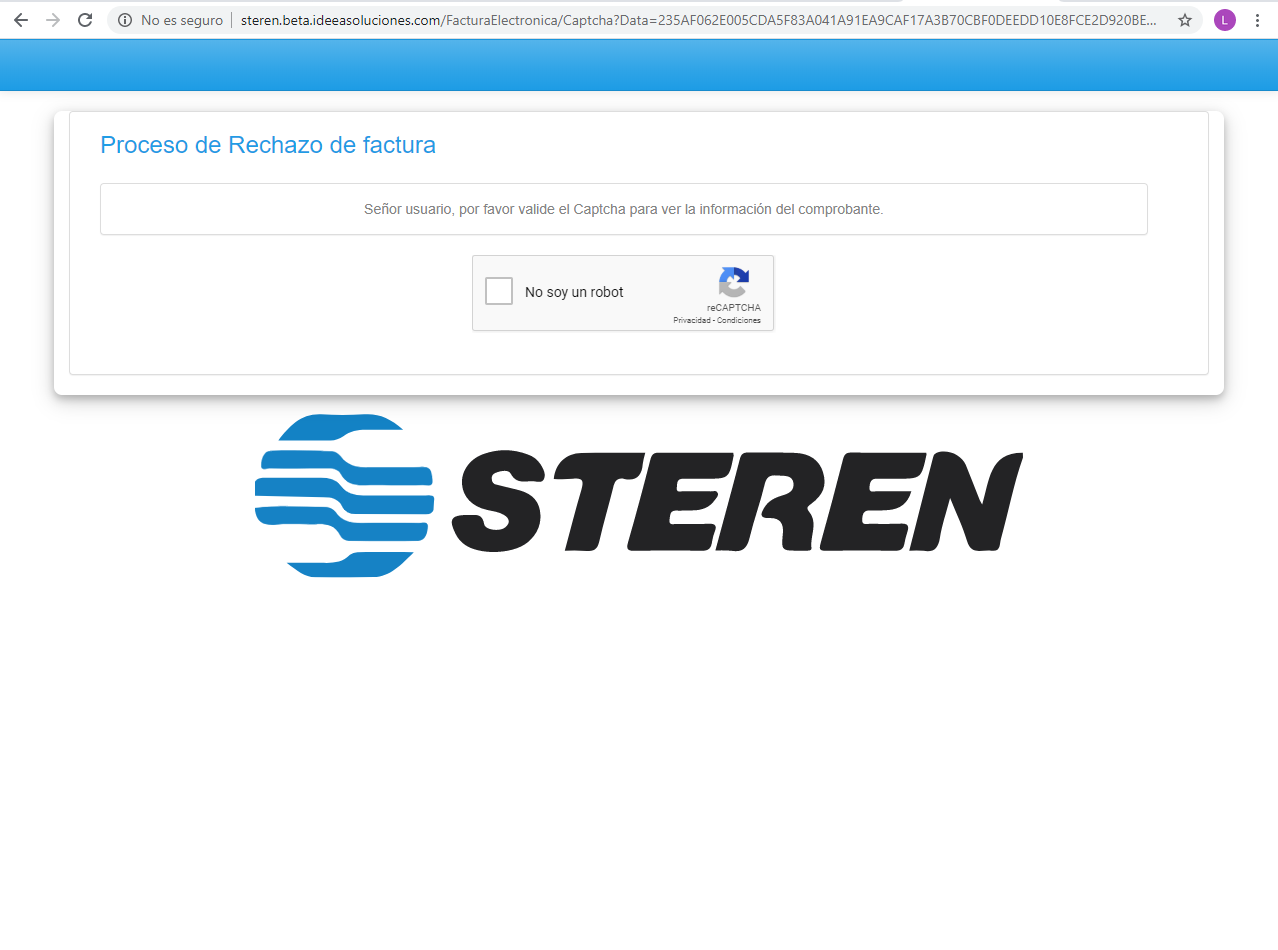 No es seguro | steren.beta.ideeasoluciones.com/FacturaElectronica/Captcha?Data=235AF062E005CDA5F83A041A91EA9CAF17A3B70CBF0DEEDD10E8FCE2D920BE... L
Proceso de Rechazo de factura
Señor usuario, por favor valide el Captcha para ver la información del comprobante.
No soy un robot
reCAPTCHA
Privacidad - Condiciones
STEREN